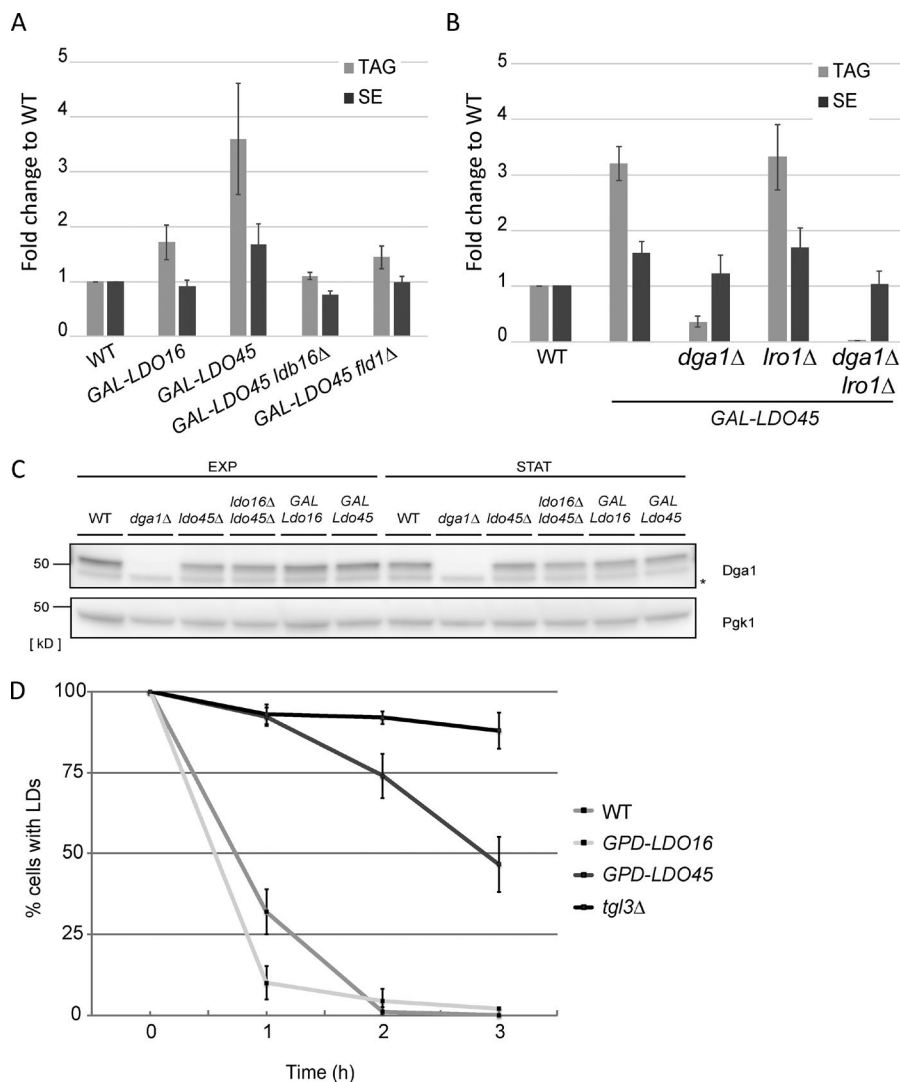 A
Fold change to WT
5
4
3
2
1
0
TAG
SE
WT
GAL-LDO16
GAL-LDO45
GAL-LDO45 ldb16Δ
GAL-LDO45 fld1Δ
B
Fold change to WT
5
4
3
2
1
0
TAG
SE
WT
dga1Δ
lro1Δ
dga1Δ
lro1Δ
GAL-LDO45
C
EXP
STAT
WT
dga1Δ
ldo45Δ
ldo16Δ
ldo45Δ
GAL
Ldo16
GAL
Ldo45
WT
dga1Δ
ldo45Δ
ldo16Δ
ldo45Δ
GAL
Ldo16
GAL
Ldo45
50
Dga1
*
50
Pgk1
[ kD ]
D
% cells with LDs
100
75
50
25
0
0 1 2 3
Time (h)
WT
GPD-LDO16
GPD-LDO45
tgl3Δ